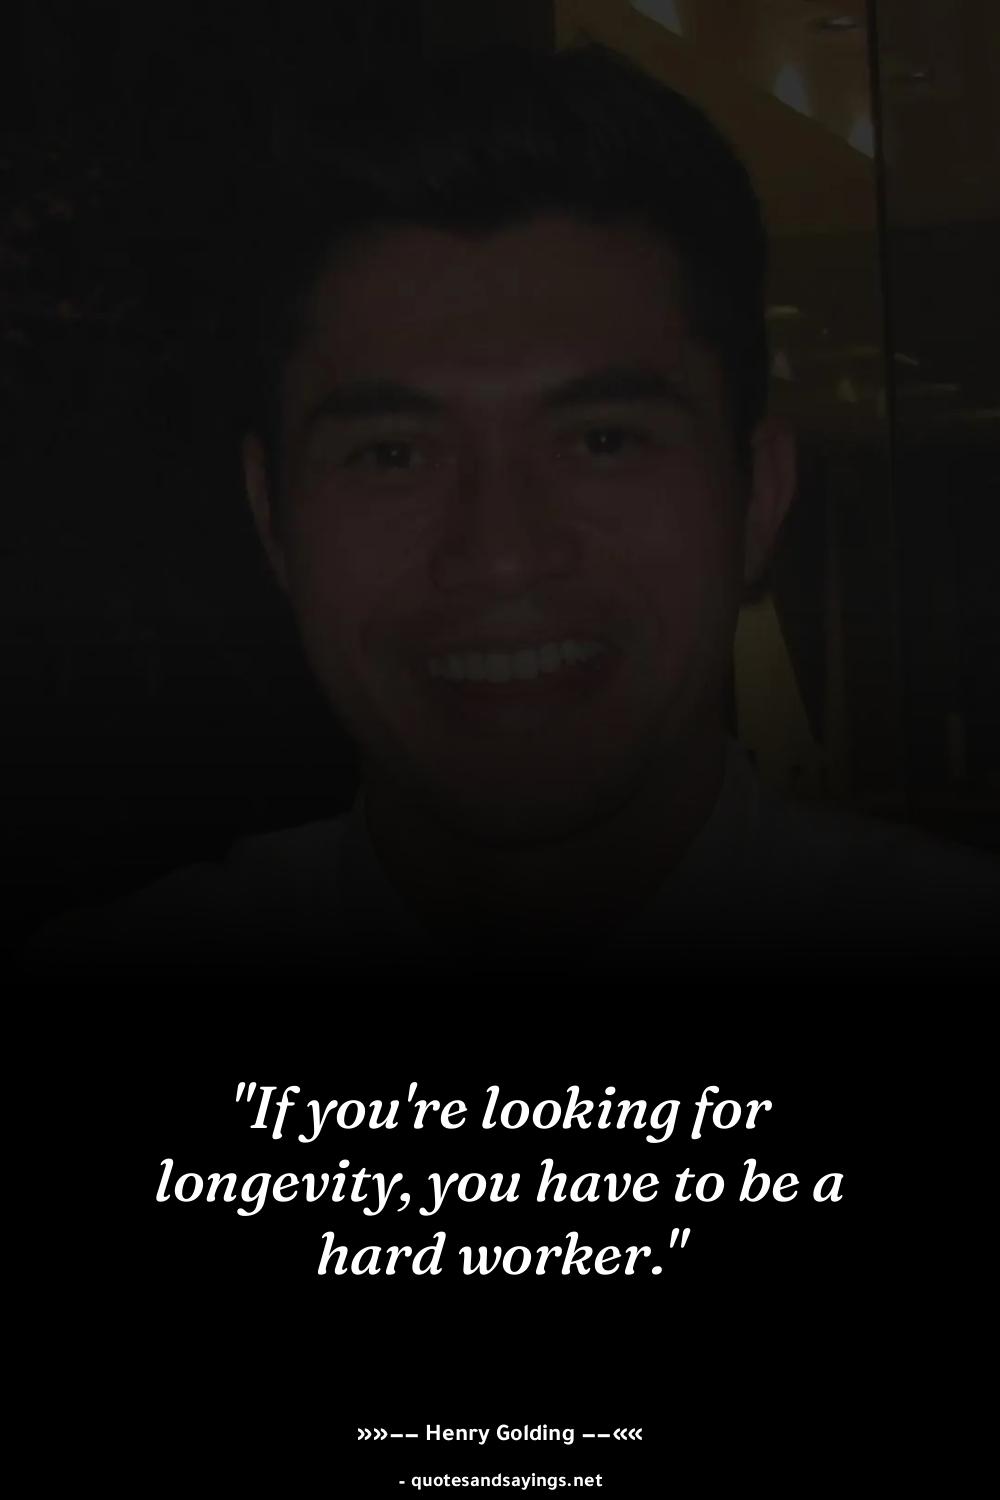 "If you're looking for
longevity, you have to be a
hard worker."
»»−− Henry Golding −−««
- quotesandsayings.net